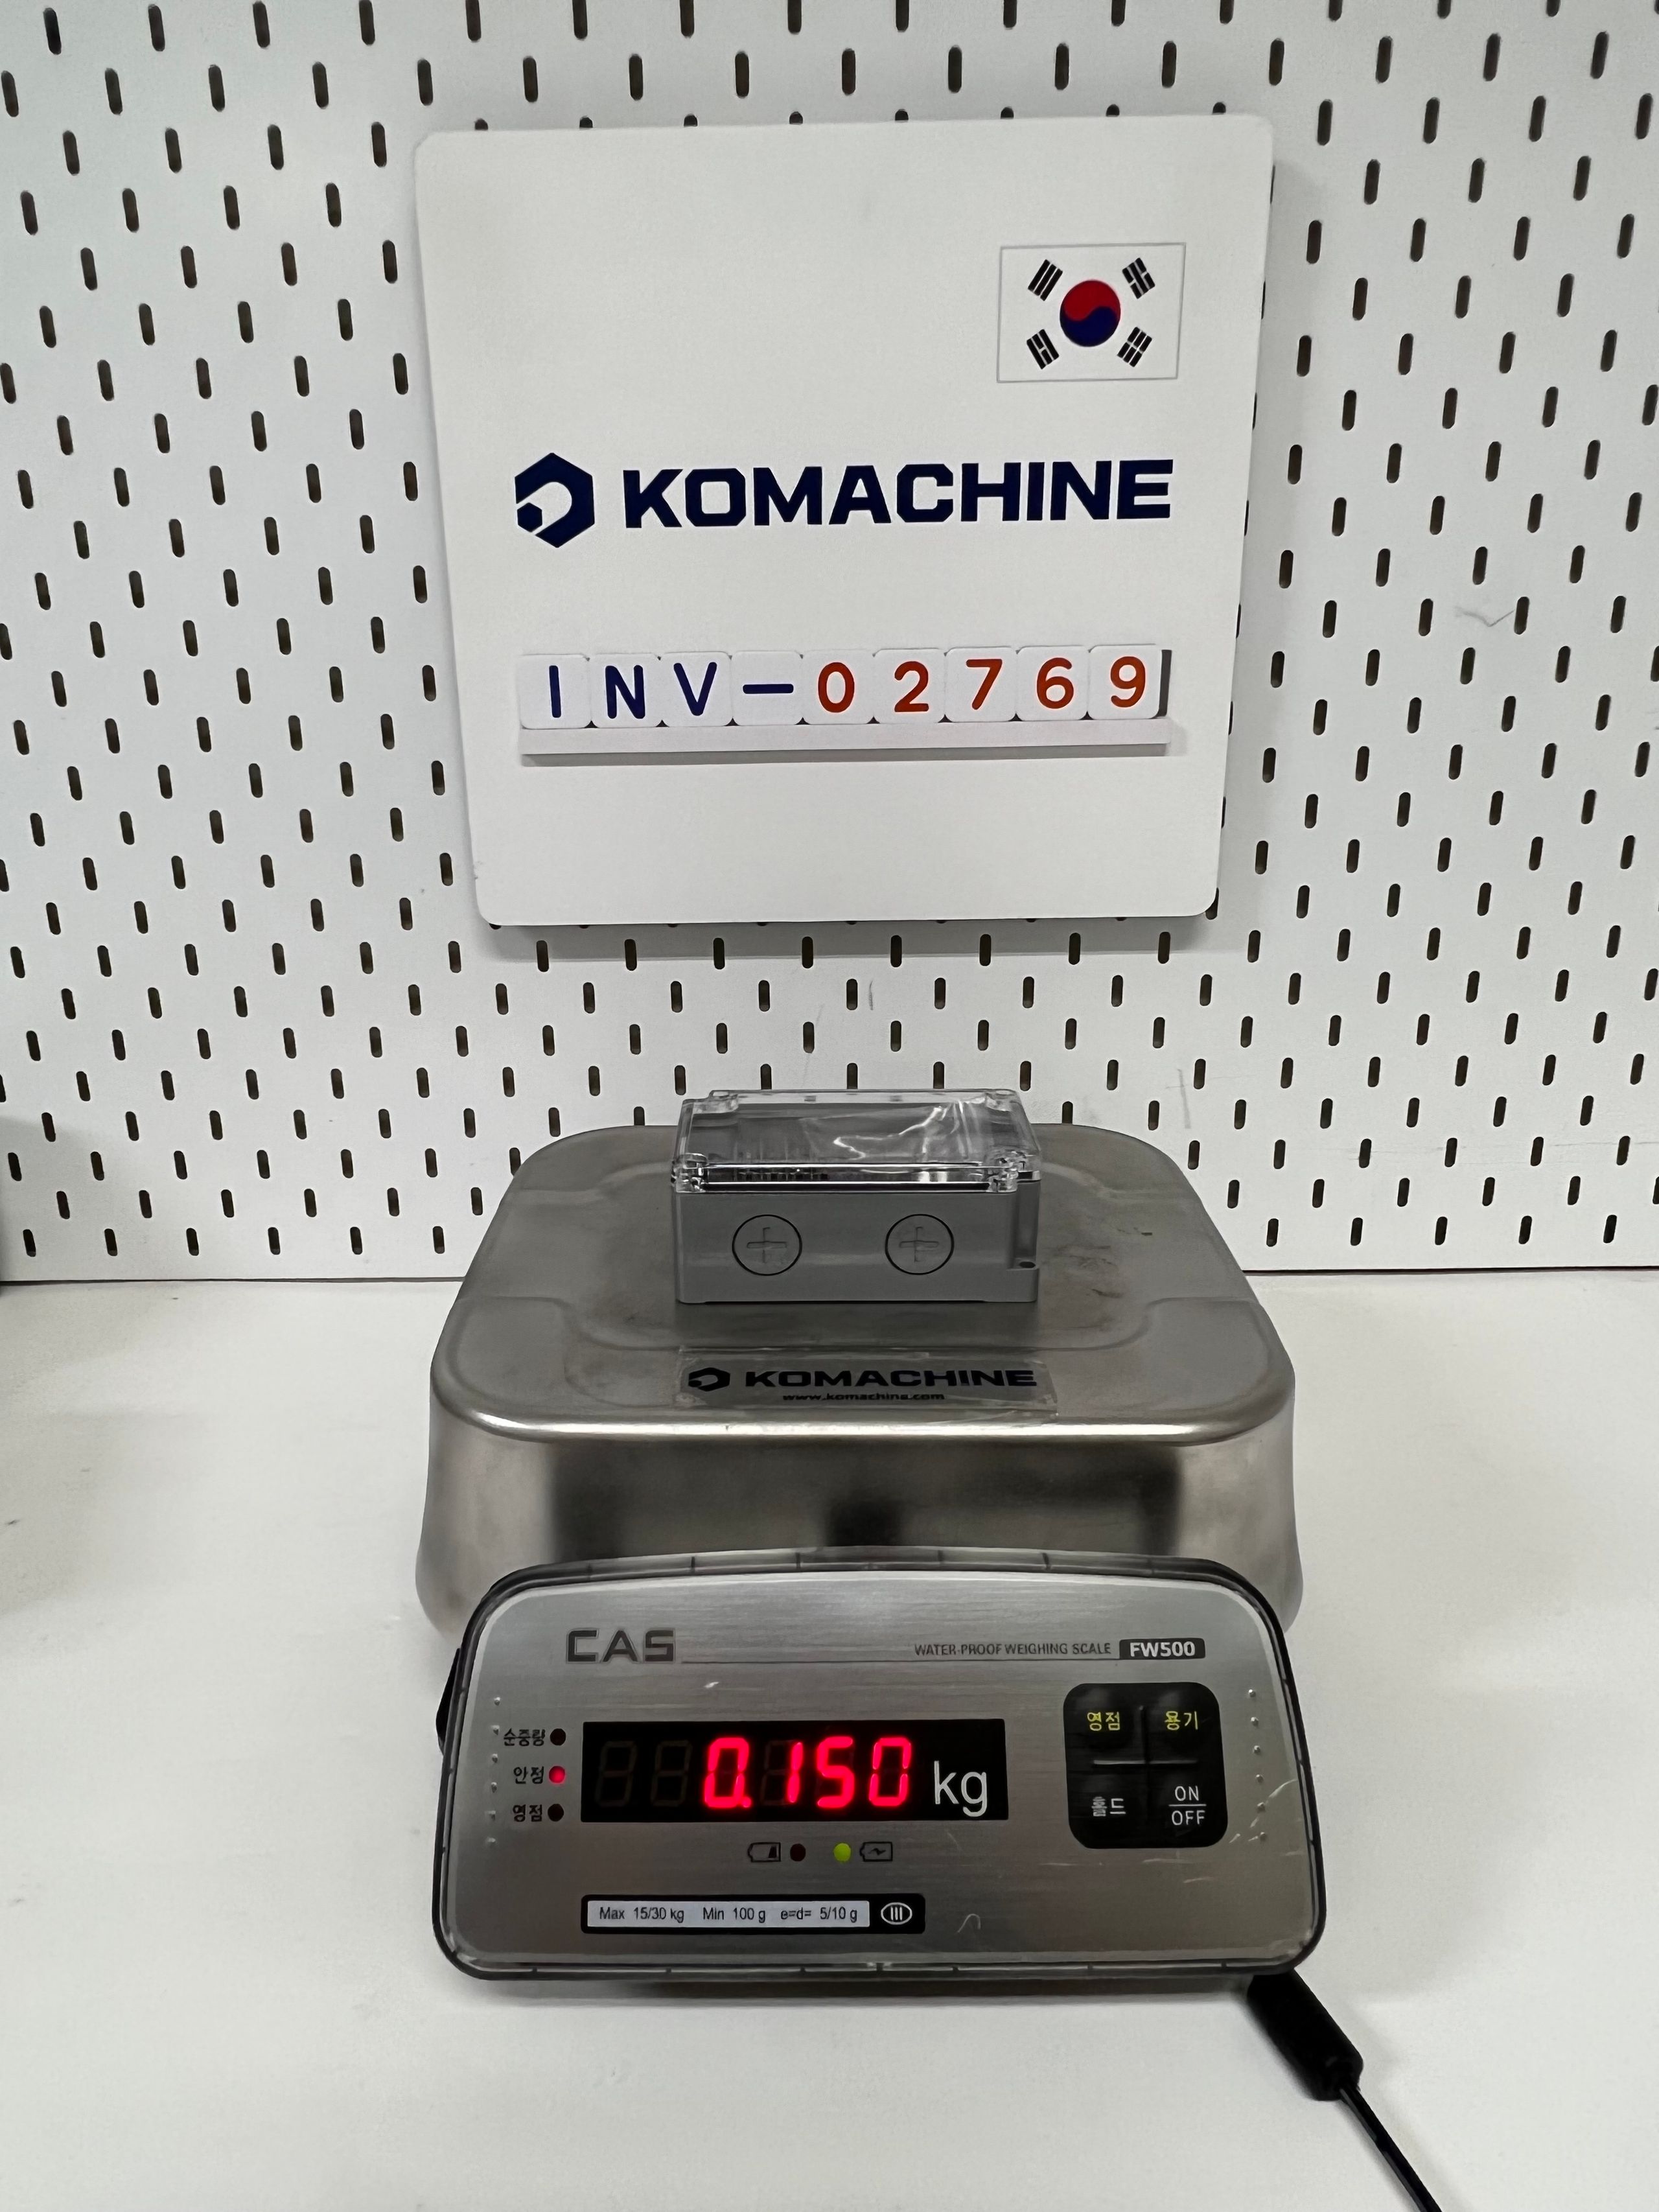 KOMACHINE
INV-02769
KOMACHINE
www.komachine.com
CAS
WATER-PROOF WEIGHING SCALE FW500
순중량
안정
영점
0.150 kg
영점 용기
홀드 ON
OFF
Max 15/30 kg Min 100 g e=d= 5/10 g III